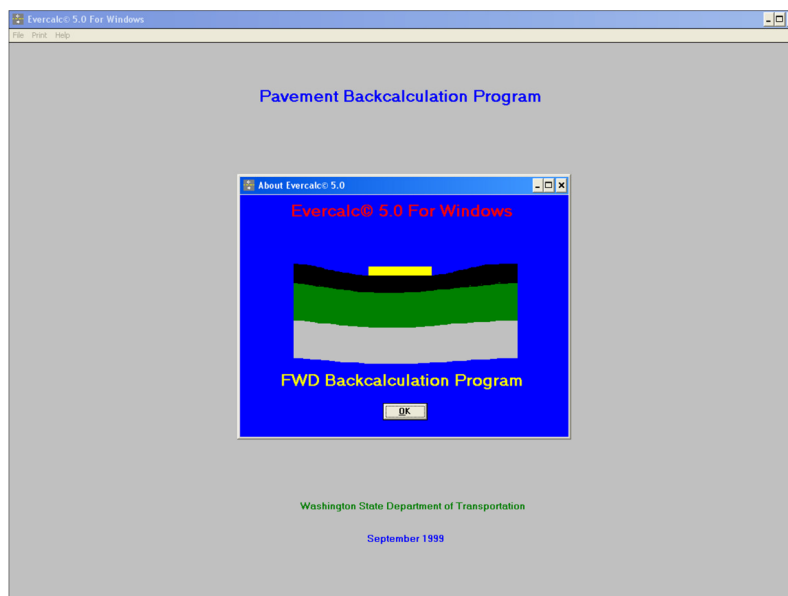 Evercalc© 5.0 For Windows
File Print Help
Pavement Backcalculation Program
About Evercalc© 5.0
Evercalc© 5.0 For Windows
FWD Backcalculation Program
OK
Washington State Department of Transportation
September 1999